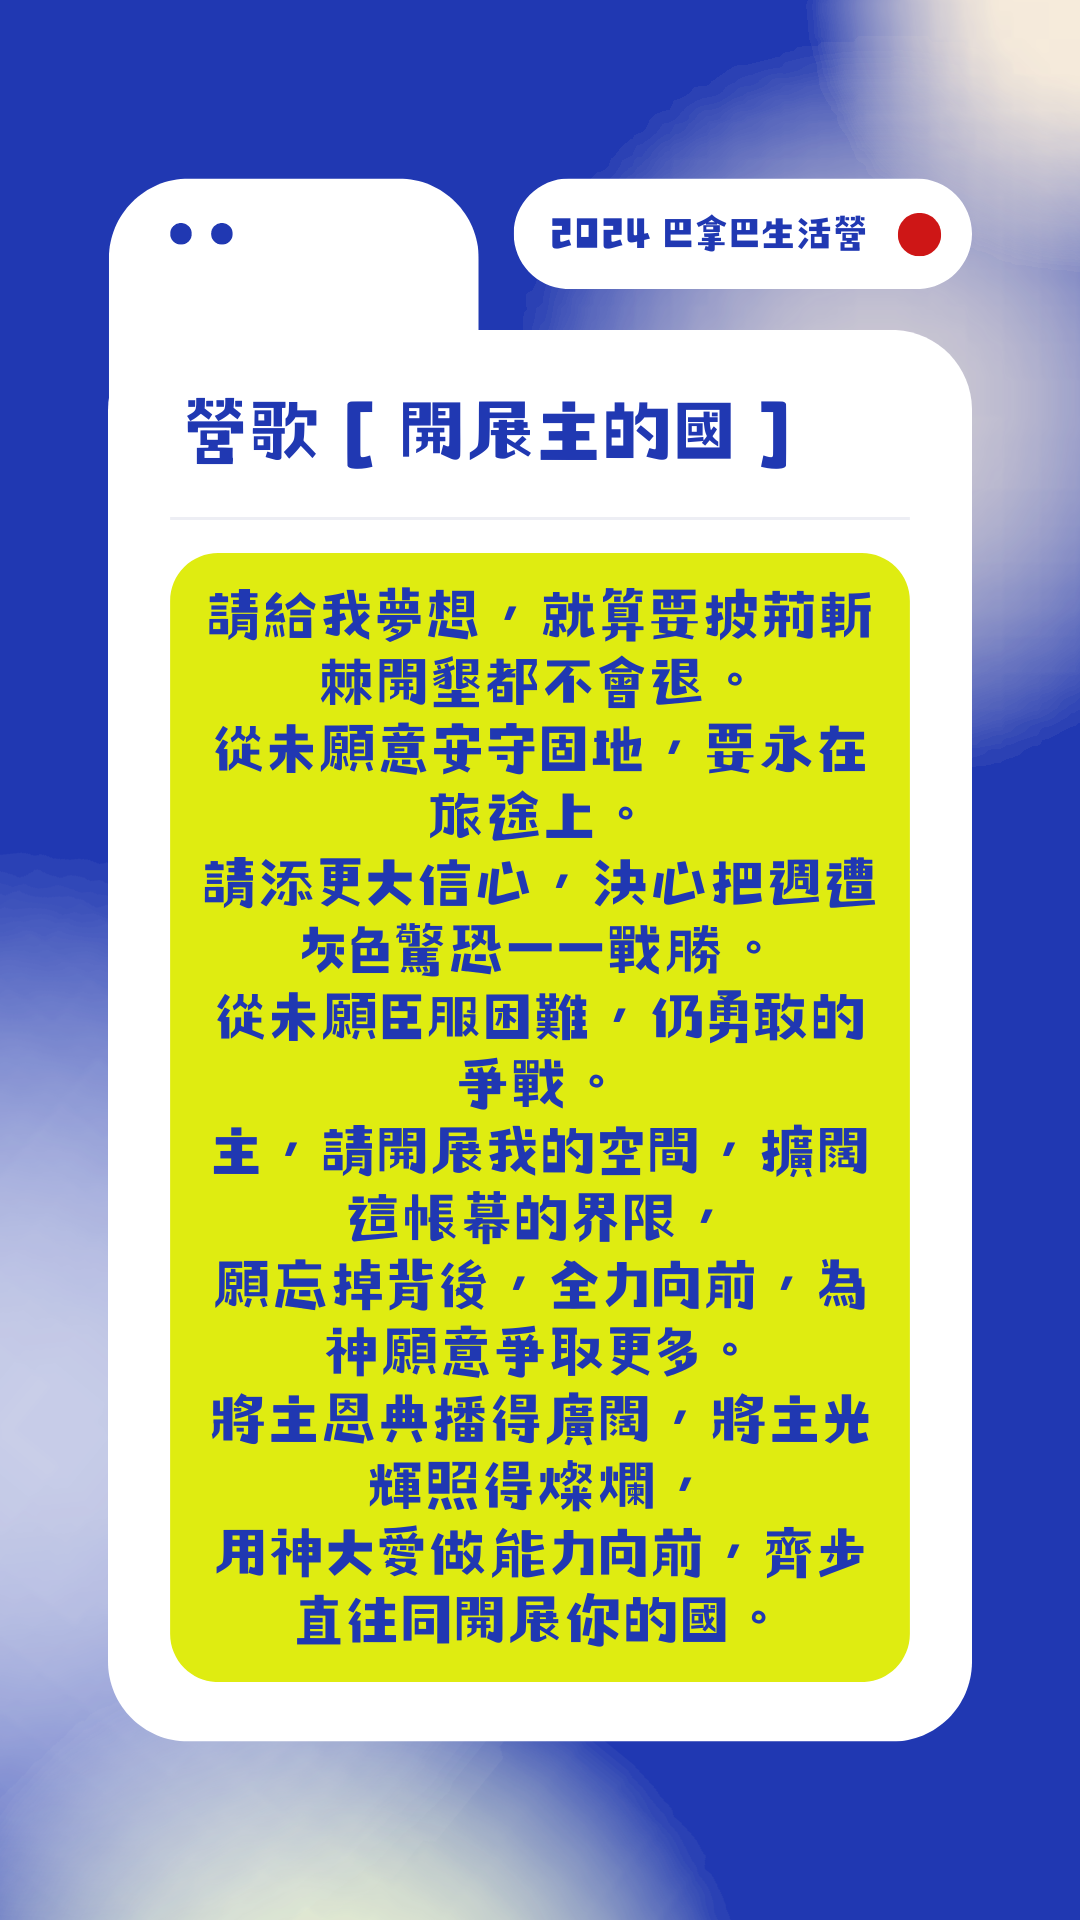 2024 巴拿巴生活營
營歌 [ 開展主的國 ]
請給我夢想，就算要披荊斬
棘開墾都不會退。
從未願意安守固地，要永在
旅途上。
請添更大信心，決心把週遭
灰色驚恐一一戰勝。
從未願臣服困難，仍勇敢的
爭戰。
主，請開展我的空間，擴闊
這帳幕的界限，
願忘掉背後，全力向前，為
神願意爭取更多。
將主恩典播得廣闊，將主光
輝照得燦爛，
用神大愛做能力向前，齊步
直往同開展你的國。